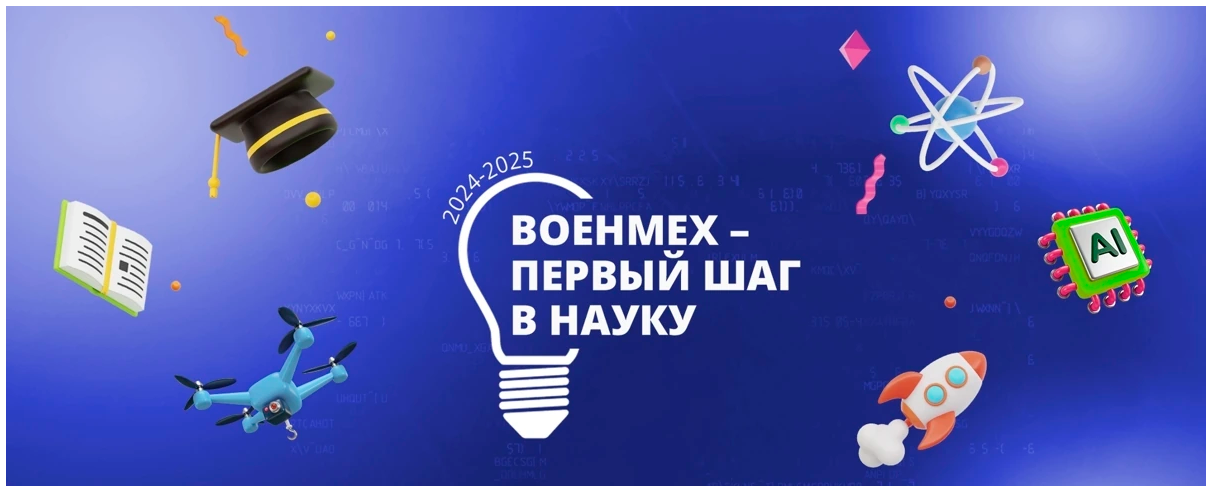 2024-2025
ВОЕНМЕХ –
ПЕРВЫЙ ШАГ
В НАУКУ
AI